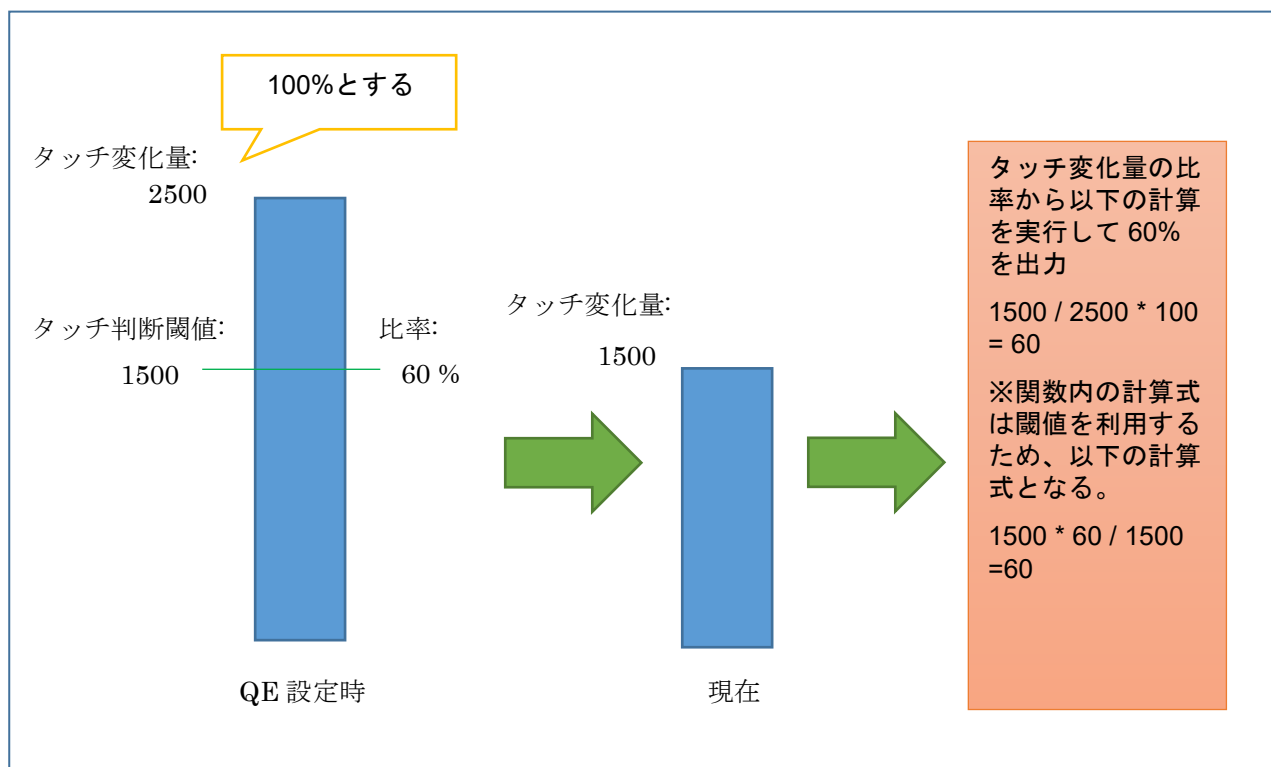 100%とする
タッチ変化量:
2500
タッチ判断閾値:
1500
比率:
60 %
QE 設定時
タッチ変化量:
1500
現在
タッチ変化量の比
率から以下の計算
を実行して 60%
を出力
1500 / 2500 * 100
= 60
※関数内の計算式
は閾値を利用する
ため、以下の計算
式となる。
1500 * 60 / 1500
=60